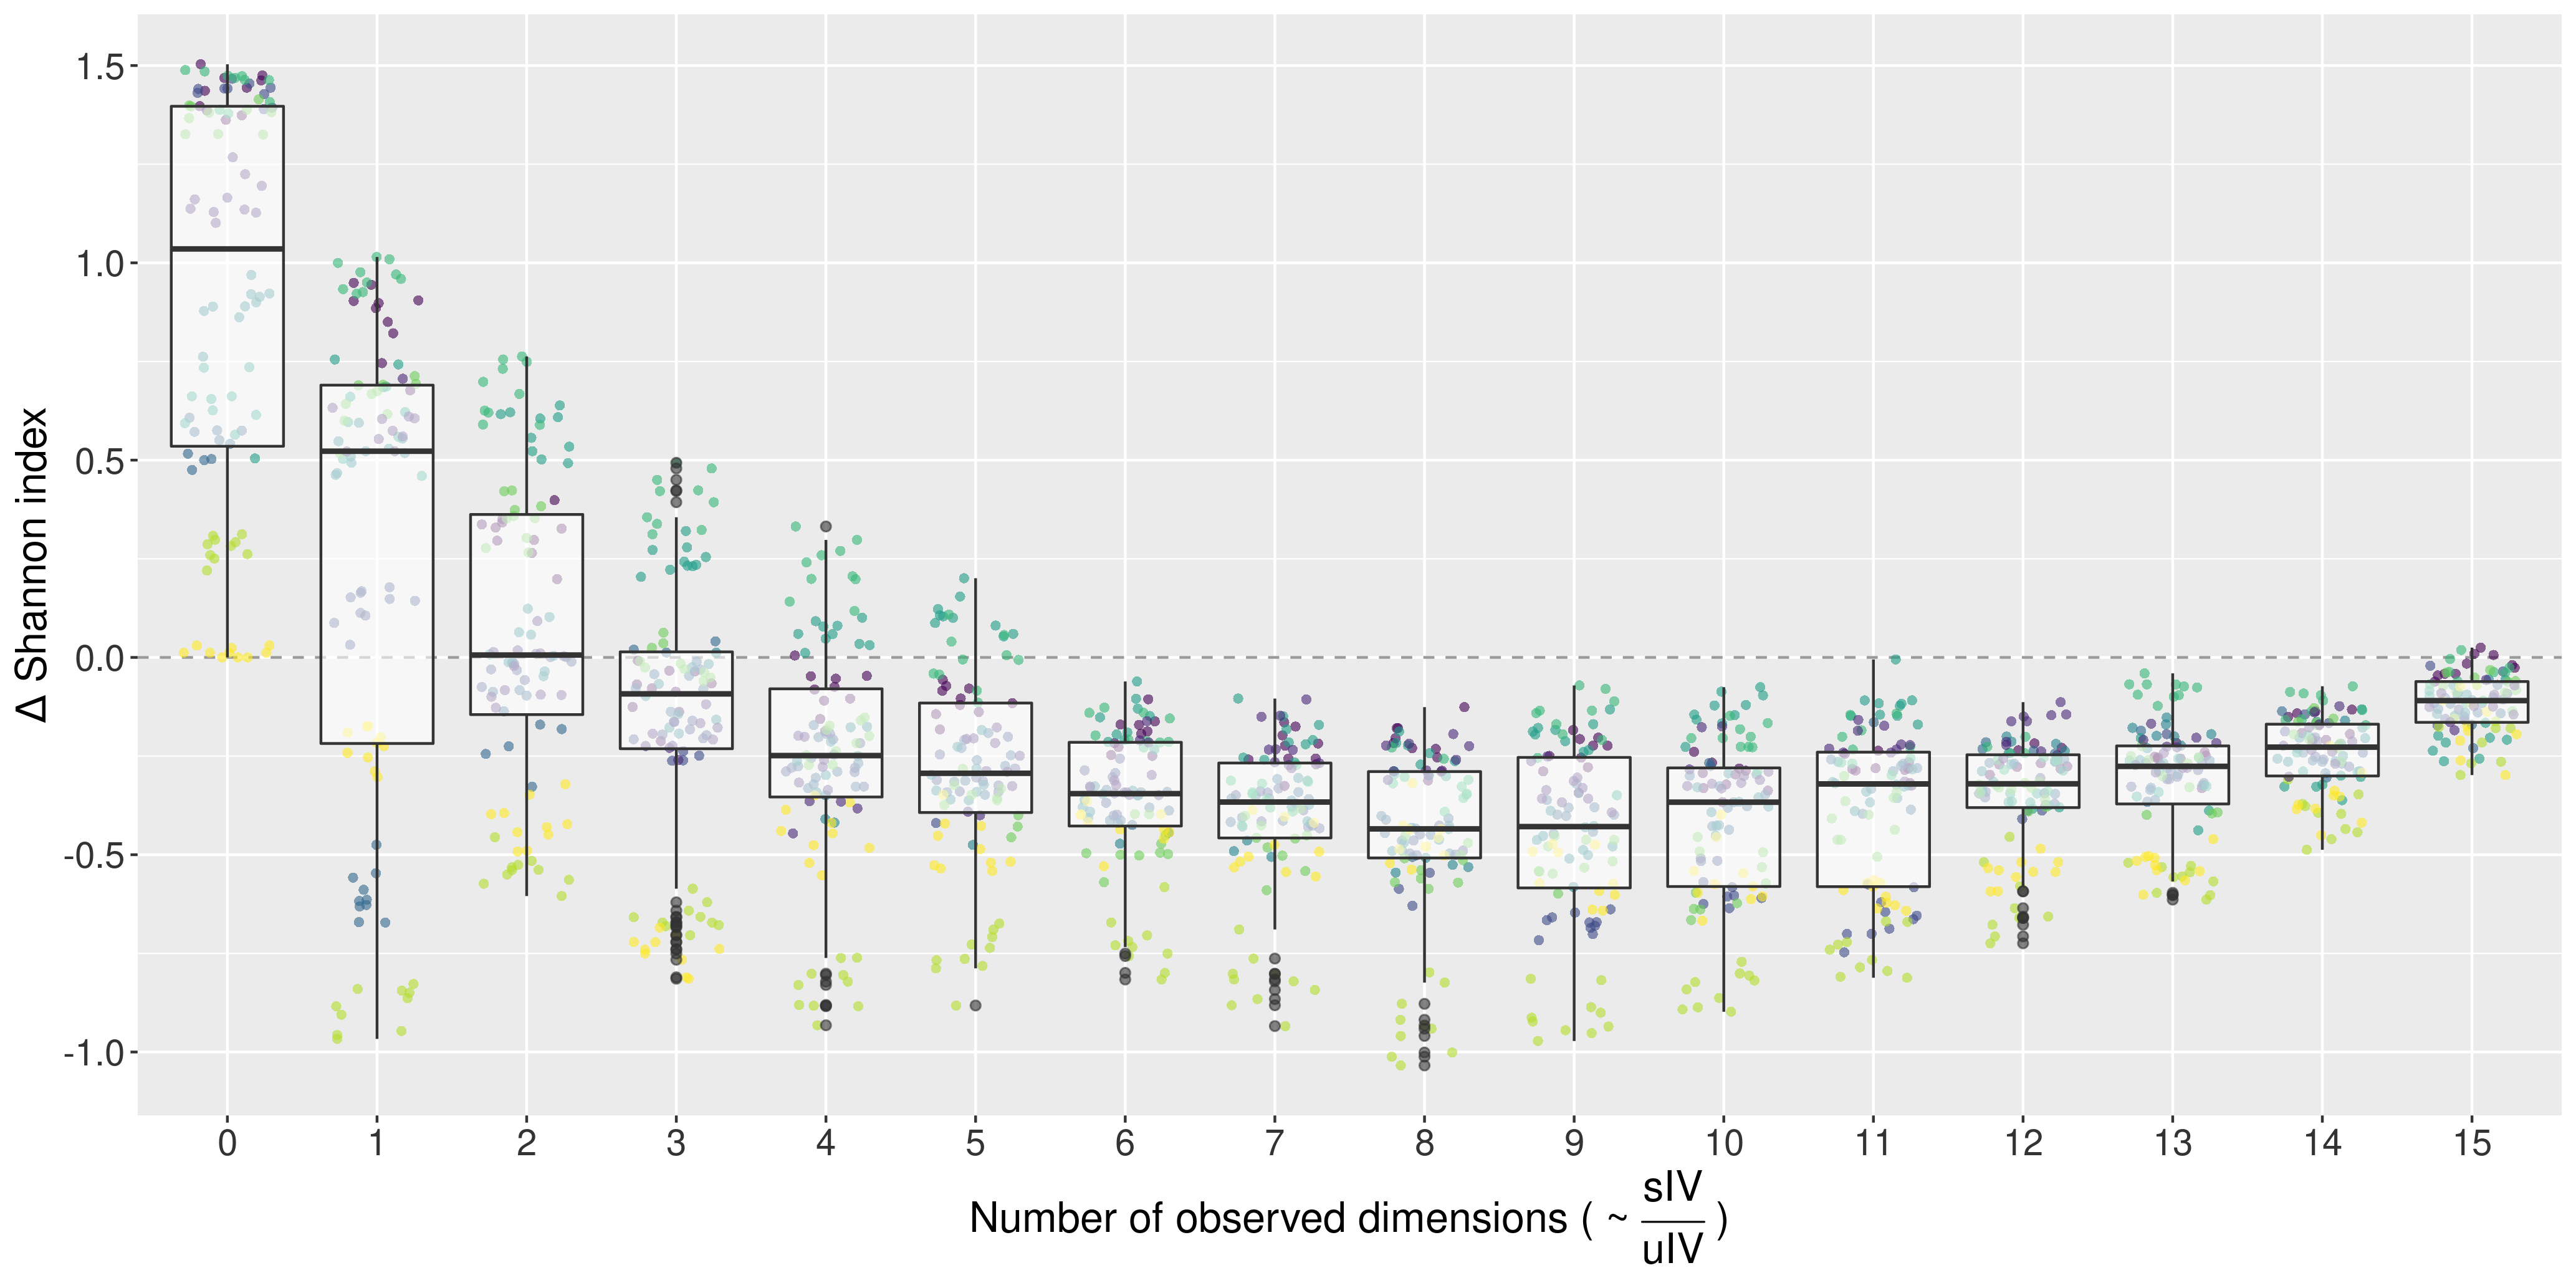 Δ Shannon index
1.5
1.0
0.5
0.0
-0.5
-1.0
0 1 2 3 4 5 6 7 8 9 10 11 12 13 14 15
Number of observed dimensions ( ~ sIV
uIV )